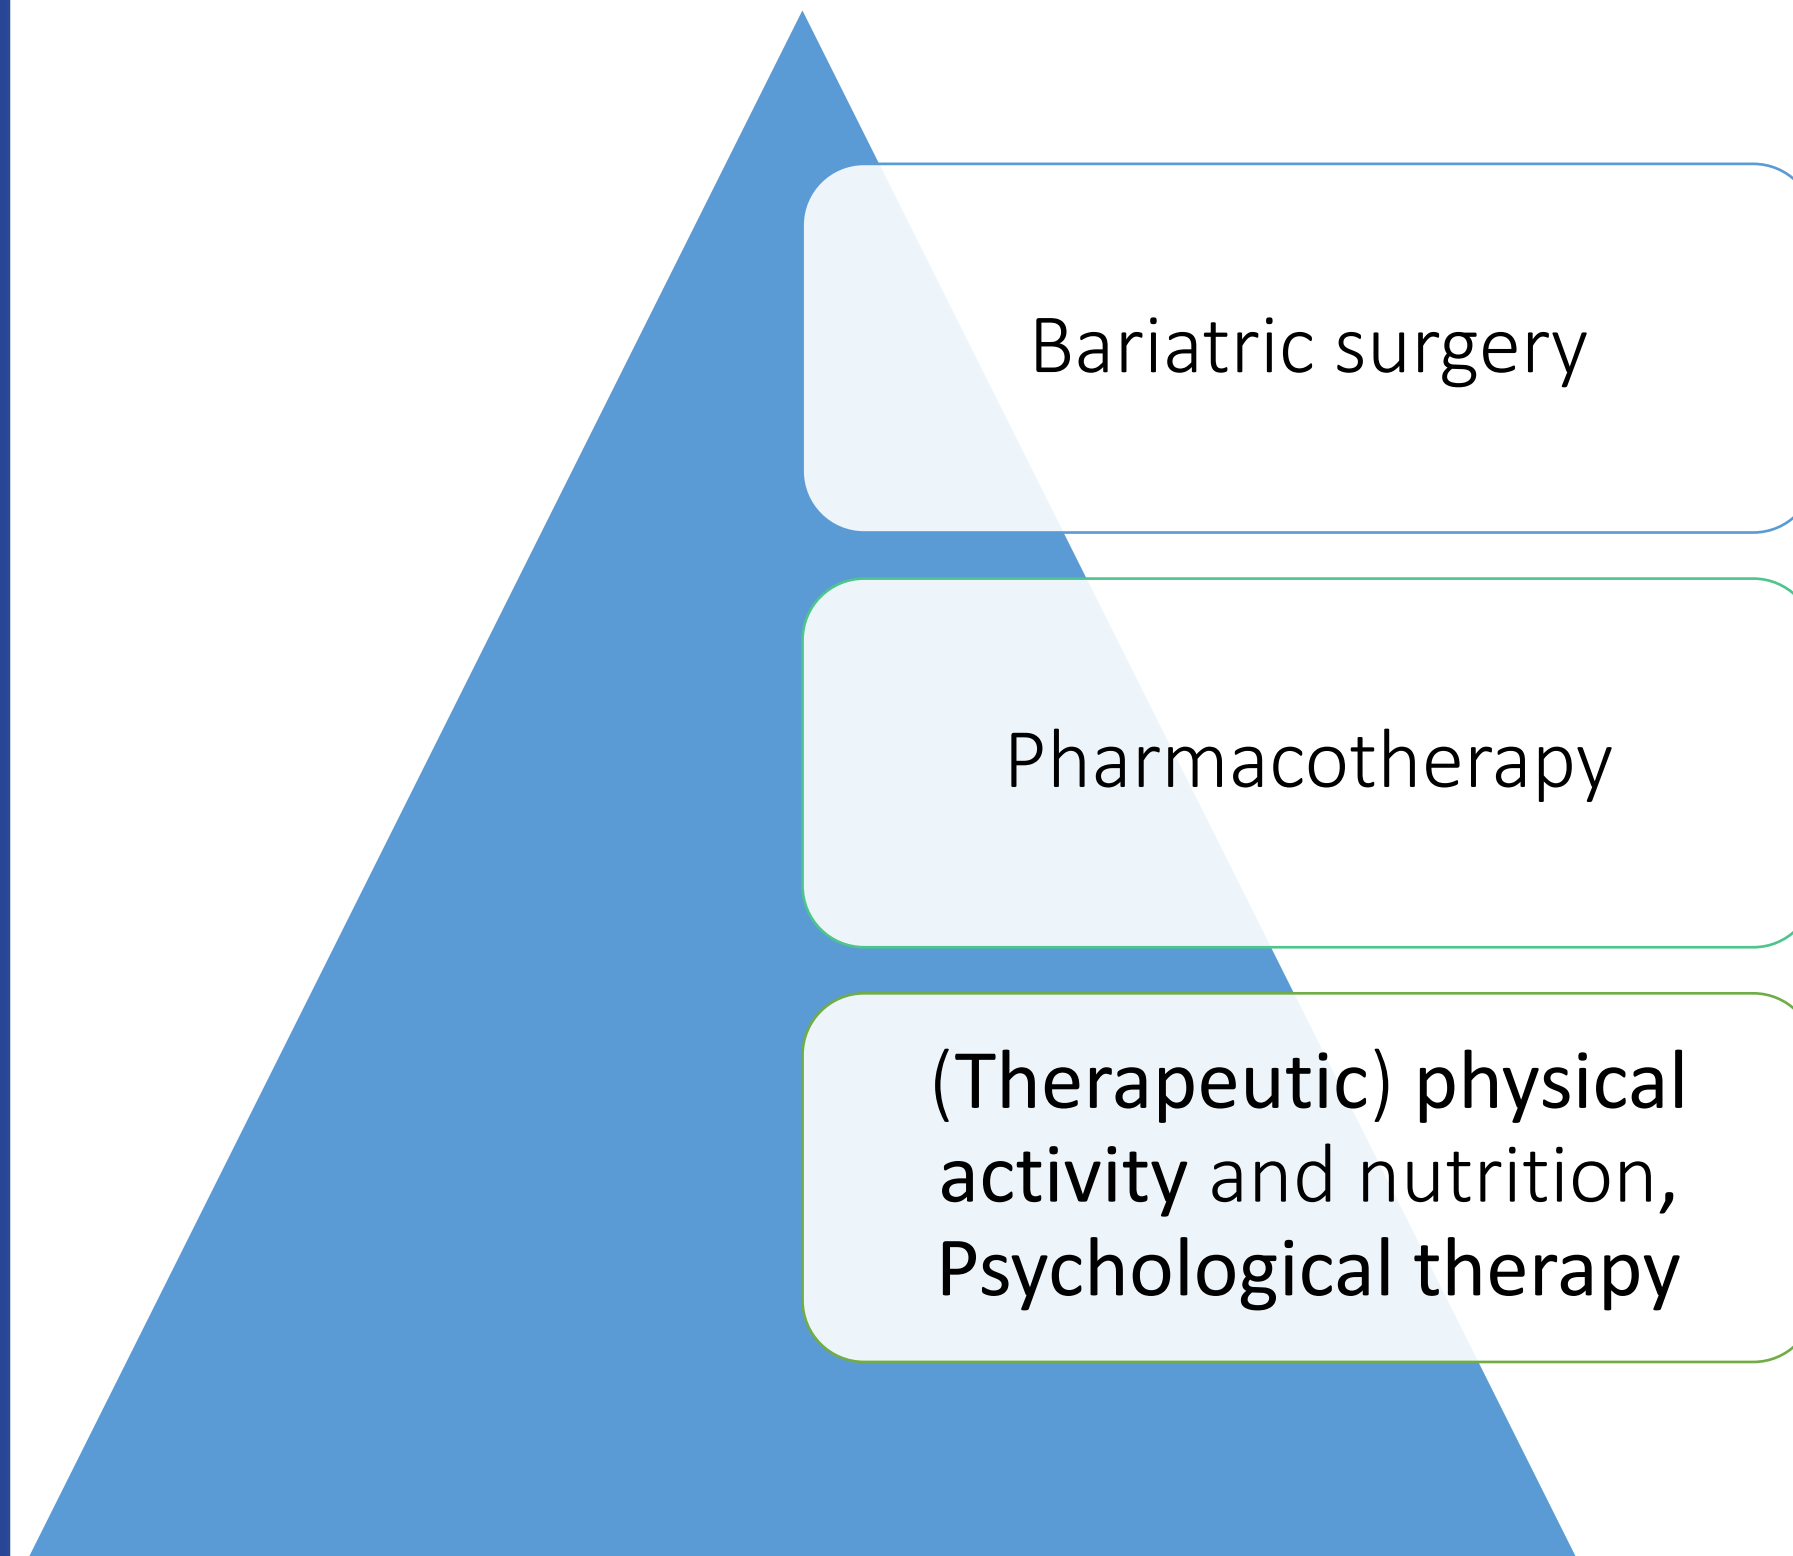 Bariatric surgery
Pharmacotherapy
(Therapeutic) physical
activity and nutrition,
Psychological therapy